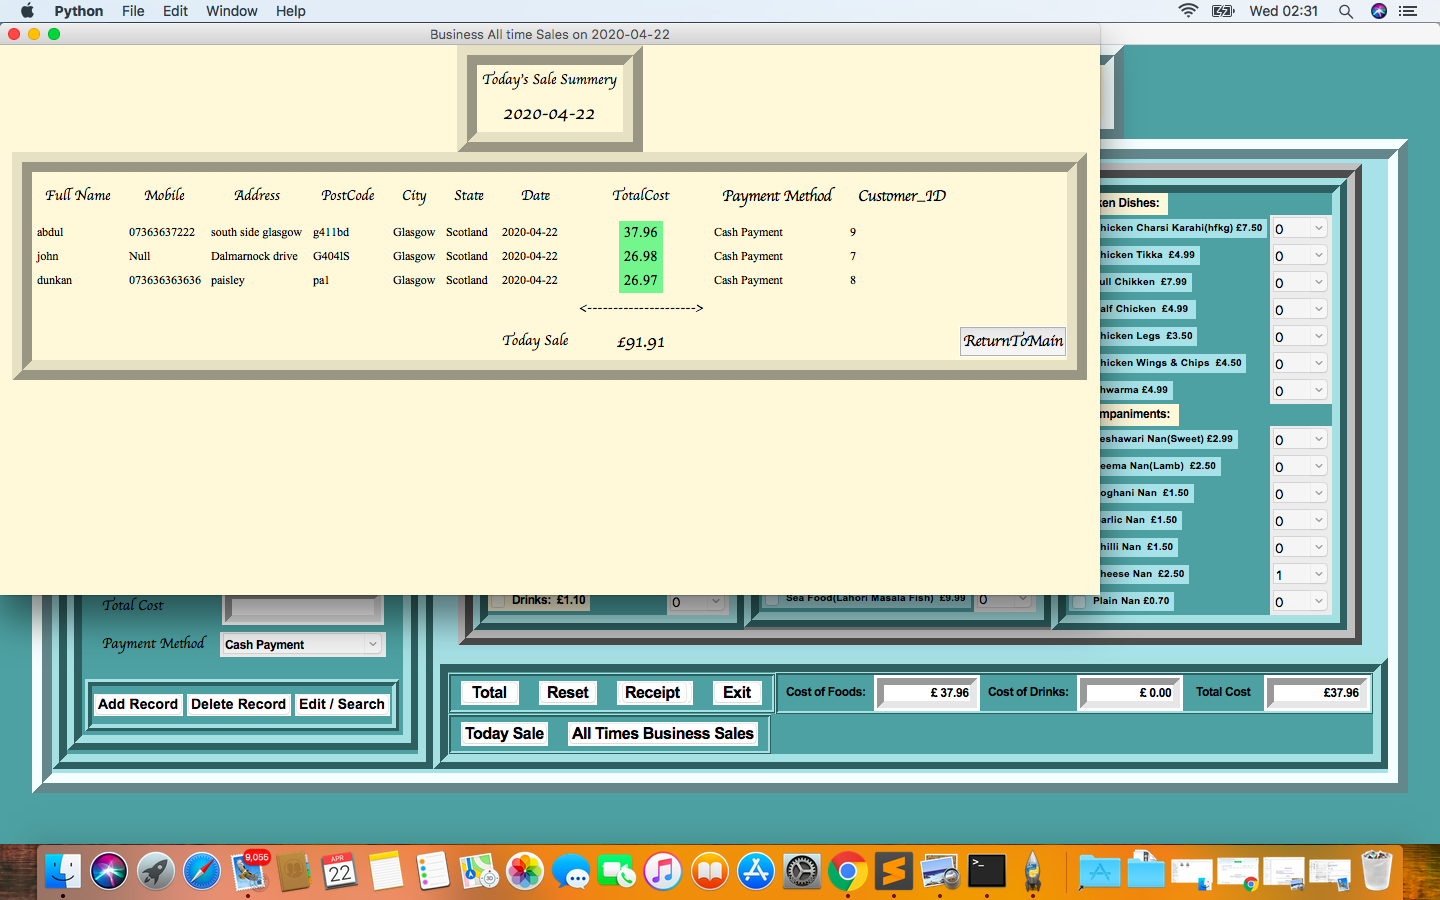 Python File Edit Window Help Wed 02:31
Business All time Sales on 2020-04-22
Today's Sale Summery
2020-04-22
Full Name Mobile Address PostCode City State Date TotalCost Payment Method Customer_ID
abdul 07363637222 south side glasgow g411bd Glasgow Scotland 2020-04-22 37.96 Cash Payment 9
john Null Dalmarnock drive G404lS Glasgow Scotland 2020-04-22 26.98 Cash Payment 7
dunkan 073636363636 paisley pa1 Glasgow Scotland 2020-04-22 26.97 Cash Payment 8
<--------------------->
Today Sale £91.91 ReturnToMain
ken Dishes:
hicken Charsi Karahi(hfkg) £7.50 0
hicken Tikka £4.99 0
ull Chikken £7.99 0
alf Chicken £4.99 0
hicken Legs £3.50 0
hicken Wings & Chips £4.50 0
hwarma £4.99 0
mpaniments:
eshawari Nan(Sweet) £2.99 0
eema Nan(Lamb) £2.50 0
oghani Nan £1.50 0
arlic Nan £1.50 0
hilli Nan £1.50 0
heese Nan £2.50 1
Plain Nan £0.70 0
Drinks: £1.10 0
Sea Food(Lahori Masala Fish) £9.99 0
Total Cost
Payment Method Cash Payment
Add Record Delete Record Edit / Search
Total Reset Receipt Exit
Cost of Foods: £ 37.96 Cost of Drinks: £ 0.00 Total Cost £37.96
Today Sale All Times Business Sales
9,055
APR
22